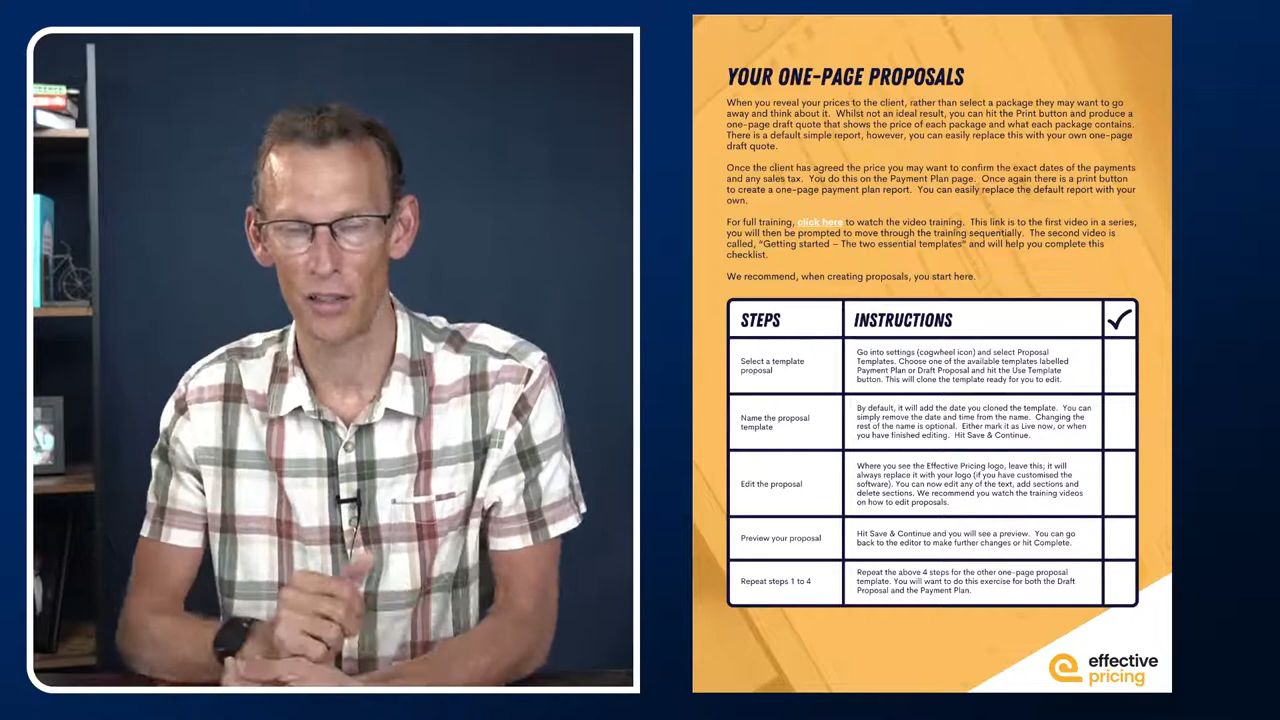 YOUR ONE-PAGE PROPOSALS
When you reveal your prices to the client, rather than select a package they may want to go
away and think about it.  Whilst not an ideal result, you can hit the Print button and produce a
one-page draft quote that shows the price of each package and what each package contains.
There is a default simple report, however, you can easily replace this with your own one-page
draft quote.
Once the client has agreed the price you may want to confirm the exact dates of the payments
and any sales tax.  You do this on the Payment Plan page.  Once again there is a print button
to create a one-page payment plan report.  You can easily replace the default report with your
own.
For full training, click here to watch the video training.  This link is to the first video in a series,
you will then be prompted to move through the training sequentially.  The second video is
called, “Getting started – The two essential templates” and will help you complete this
checklist.
We recommend, when creating proposals, you start here.
STEPS
INSTRUCTIONS
Select a template
proposal
Go into settings (cogwheel icon) and select Proposal
Templates. Choose one of the available templates labelled
Payment Plan or Draft Proposal and hit the Use Template
button. This will clone the template ready for you to edit.
Name the proposal
template
By default, it will add the date you cloned the template.  You can
simply remove the date and time from the name.  Changing the
rest of the name is optional.  Either mark it as Live now, or when
you have finished editing.  Hit Save & Continue.
Edit the proposal
Where you see the Effective Pricing logo, leave this; it will
always replace it with your logo (if you have customised the
software). You can now edit any of the text, add sections and
delete sections. We recommend you watch the training videos
on how to edit proposals.
Preview your proposal
Hit Save & Continue and you will see a preview.  You can go
back to the editor to make further changes or hit Complete.
Repeat steps 1 to 4
Repeat the above 4 steps for the other one-page proposal
template. You will want to do this exercise for both the Draft
Proposal and the Payment Plan.
effective
pricing